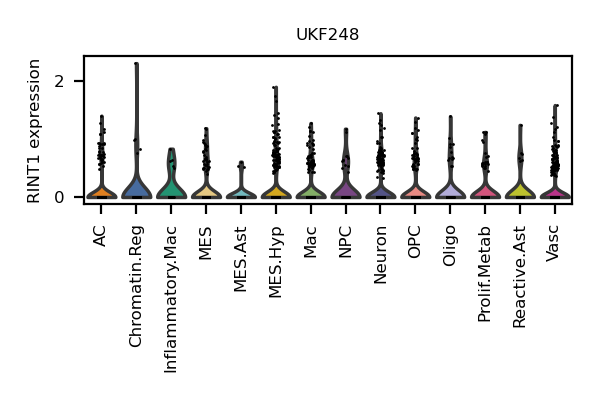 UKF248
RINT1 expression
2
0
AC
Chromatin.Reg
Inflammatory.Mac
MES
MES.Ast
MES.Hyp
Mac
NPC
Neuron
OPC
Oligo
Prolif.Metab
Reactive.Ast
Vasc